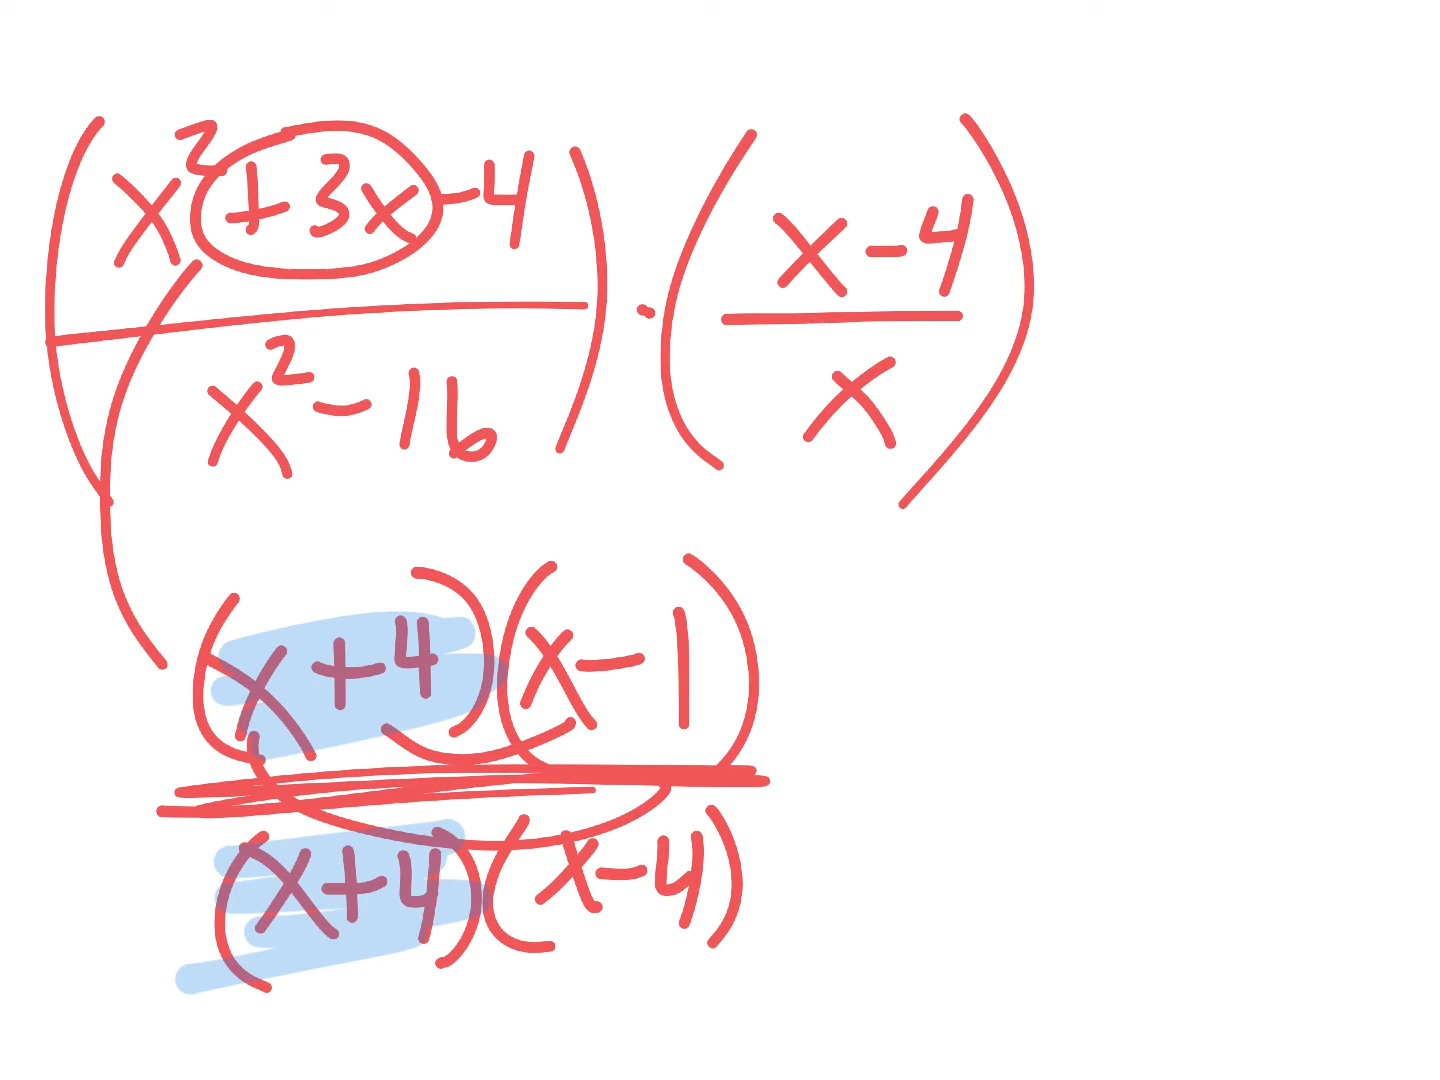 (x² + 3x - 4) · (x - 4)
(x² - 16) (x)
(x + 4)(x - 1)
(x + 4)(x - 4)